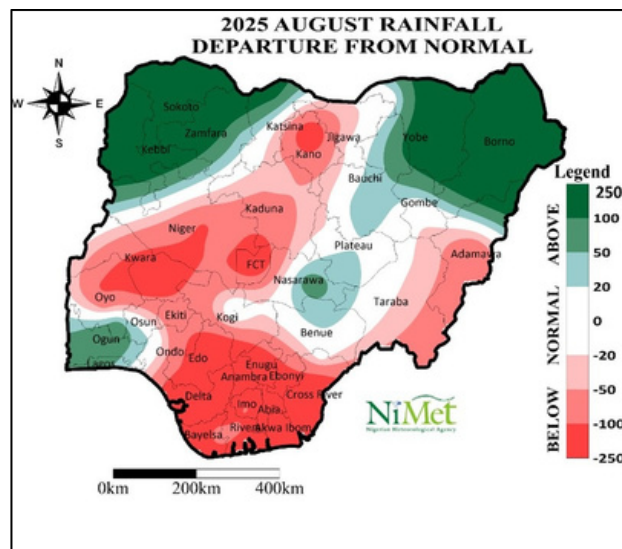 2025 AUGUST RAINFALL
DEPARTURE FROM NORMAL
N
W E
S
Sokoto
Zamfara
Kebbi
Katsina
Jigawa
Kano
Yobe
Borno
Bauchi
Gombe
Kaduna
Niger
Kwara
FCT
Plateau
Nasarawa
Adamawa
Taraba
Oyo
Osun
Ekiti
Kogi
Benue
Ogun
Lagos
Ondo
Edo
Enugu
Anambra
Ebonyi
Cross River
Delta
Imo
Abia
Bayelsa
Rivers
Akwa Ibom
Legend
250
100
50
20
0
-20
-50
-100
-250
ABOVE
NORMAL
BELOW
NiMet
Nigerian Meteorological Agency
0km 200km 400km